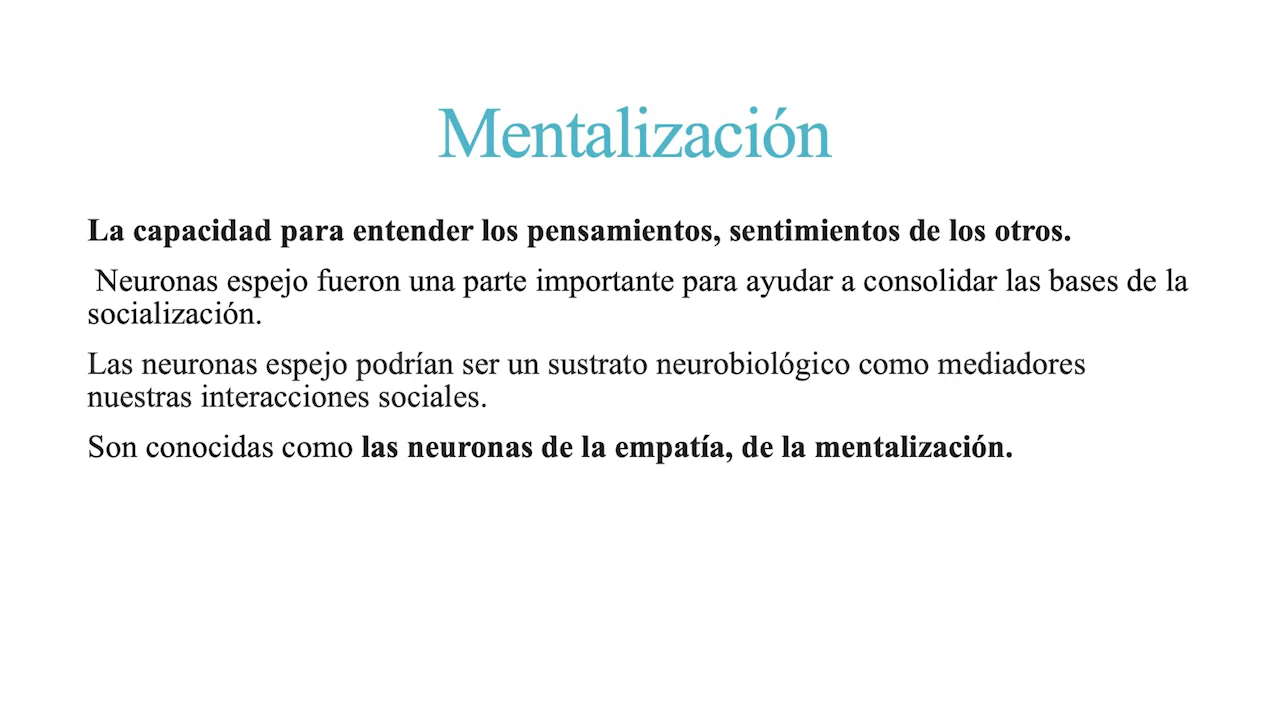 Mentalización
La capacidad para entender los pensamientos, sentimientos de los otros.
Neuronas espejo fueron una parte importante para ayudar a consolidar las bases de la
socialización.
Las neuronas espejo podrían ser un sustrato neurobiológico como mediadores
nuestras interacciones sociales.
Son conocidas como las neuronas de la empatía, de la mentalización.